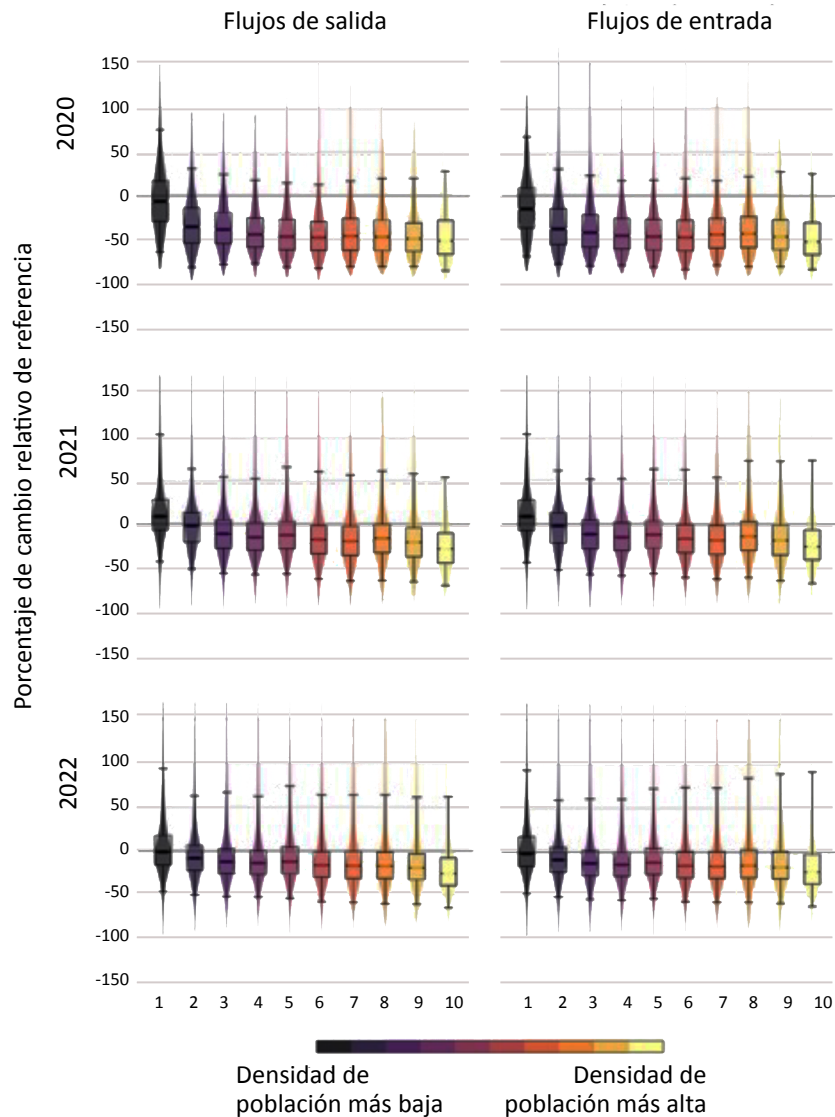 Flujos de salida
Flujos de entrada
Porcentaje de cambio relativo de referencia
2020
150
100
50
0
-50
-100
-150
2021
150
100
50
0
-50
-100
-150
2022
150
100
50
0
-50
-100
-150
1 2 3 4 5 6 7 8 9 10
1 2 3 4 5 6 7 8 9 10
Densidad de
población más baja
Densidad de
población más alta